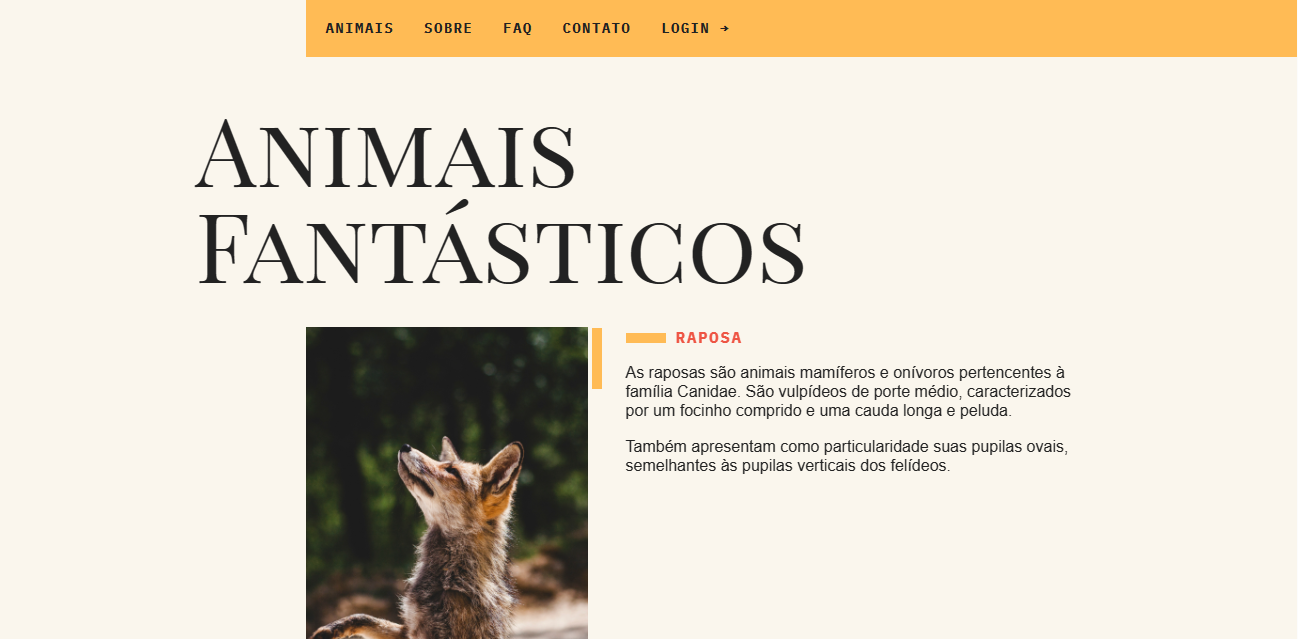 ANIMAIS SOBRE FAQ CONTATO LOGIN →
ANIMAIS
FANTÁSTICOS
RAPOSA
As raposas são animais mamíferos e onívoros pertencentes à
família Canidae. São vulpídeos de porte médio, caracterizados
por um focinho comprido e uma cauda longa e peluda.
Também apresentam como particularidade suas pupilas ovais,
semelhantes às pupilas verticais dos felídeos.